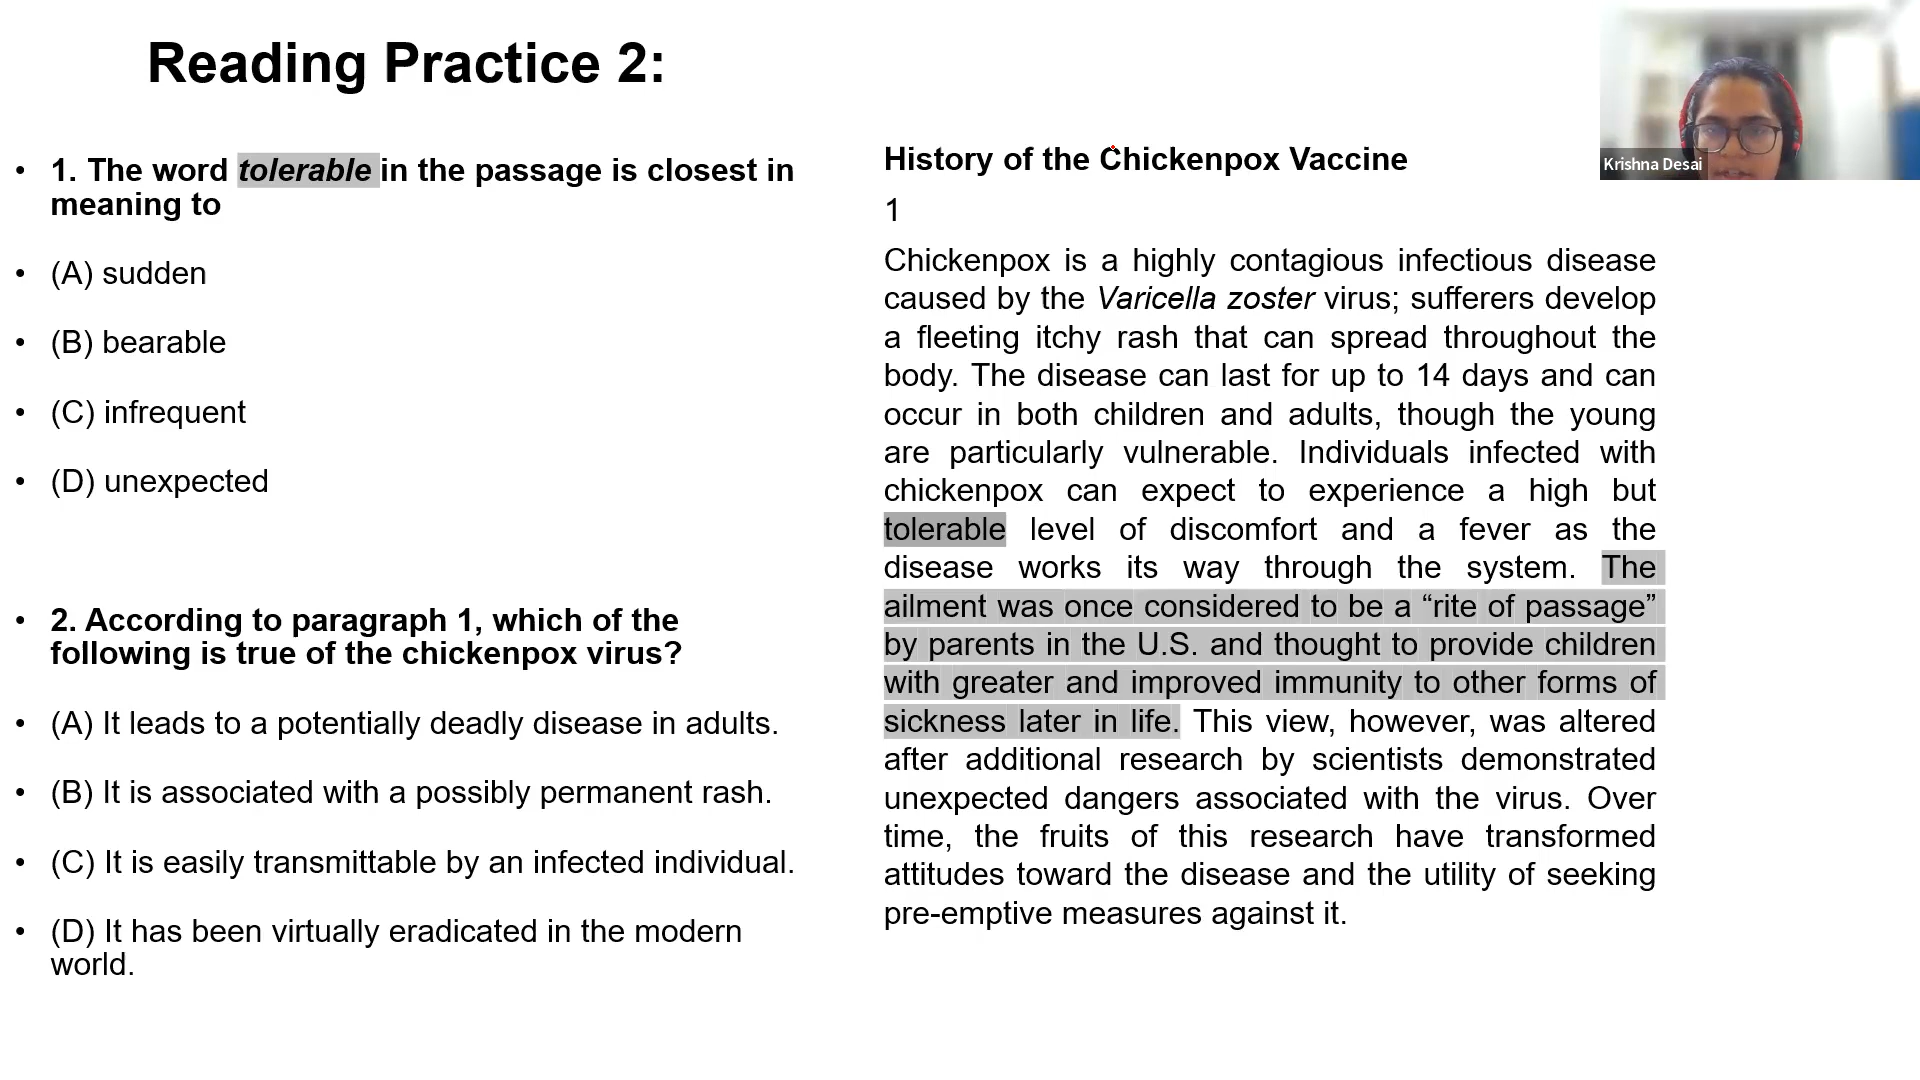 Reading Practice 2:
• 1. The word tolerable in the passage is closest in
meaning to
• (A) sudden
• (B) bearable
• (C) infrequent
• (D) unexpected
• 2. According to paragraph 1, which of the
following is true of the chickenpox virus?
• (A) It leads to a potentially deadly disease in adults.
• (B) It is associated with a possibly permanent rash.
• (C) It is easily transmittable by an infected individual.
• (D) It has been virtually eradicated in the modern
world.
History of the Chickenpox Vaccine
1
Chickenpox is a highly contagious infectious disease
caused by the Varicella zoster virus; sufferers develop
a fleeting itchy rash that can spread throughout the
body. The disease can last for up to 14 days and can
occur in both children and adults, though the young
are particularly vulnerable. Individuals infected with
chickenpox can expect to experience a high but
tolerable level of discomfort and a fever as the
disease works its way through the system. The
ailment was once considered to be a “rite of passage”
by parents in the U.S. and thought to provide children
with greater and improved immunity to other forms of
sickness later in life. This view, however, was altered
after additional research by scientists demonstrated
unexpected dangers associated with the virus. Over
time, the fruits of this research have transformed
attitudes toward the disease and the utility of seeking
pre-emptive measures against it.
Krishna Desai